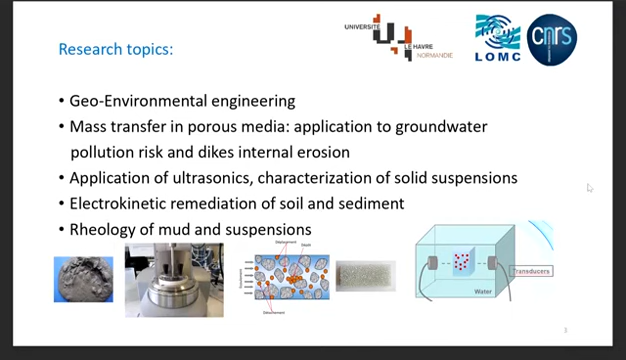 UNIVERSITÉ
LE HAVRE
NORMANDIE
LOMC
cnrs
Research topics:
• Geo-Environmental engineering
• Mass transfer in porous media: application to groundwater
pollution risk and dikes internal erosion
• Application of ultrasonics, characterization of solid suspensions
• Electrokinetic remediation of soil and sediment
• Rheology of mud and suspensions
Transducers
Water
3